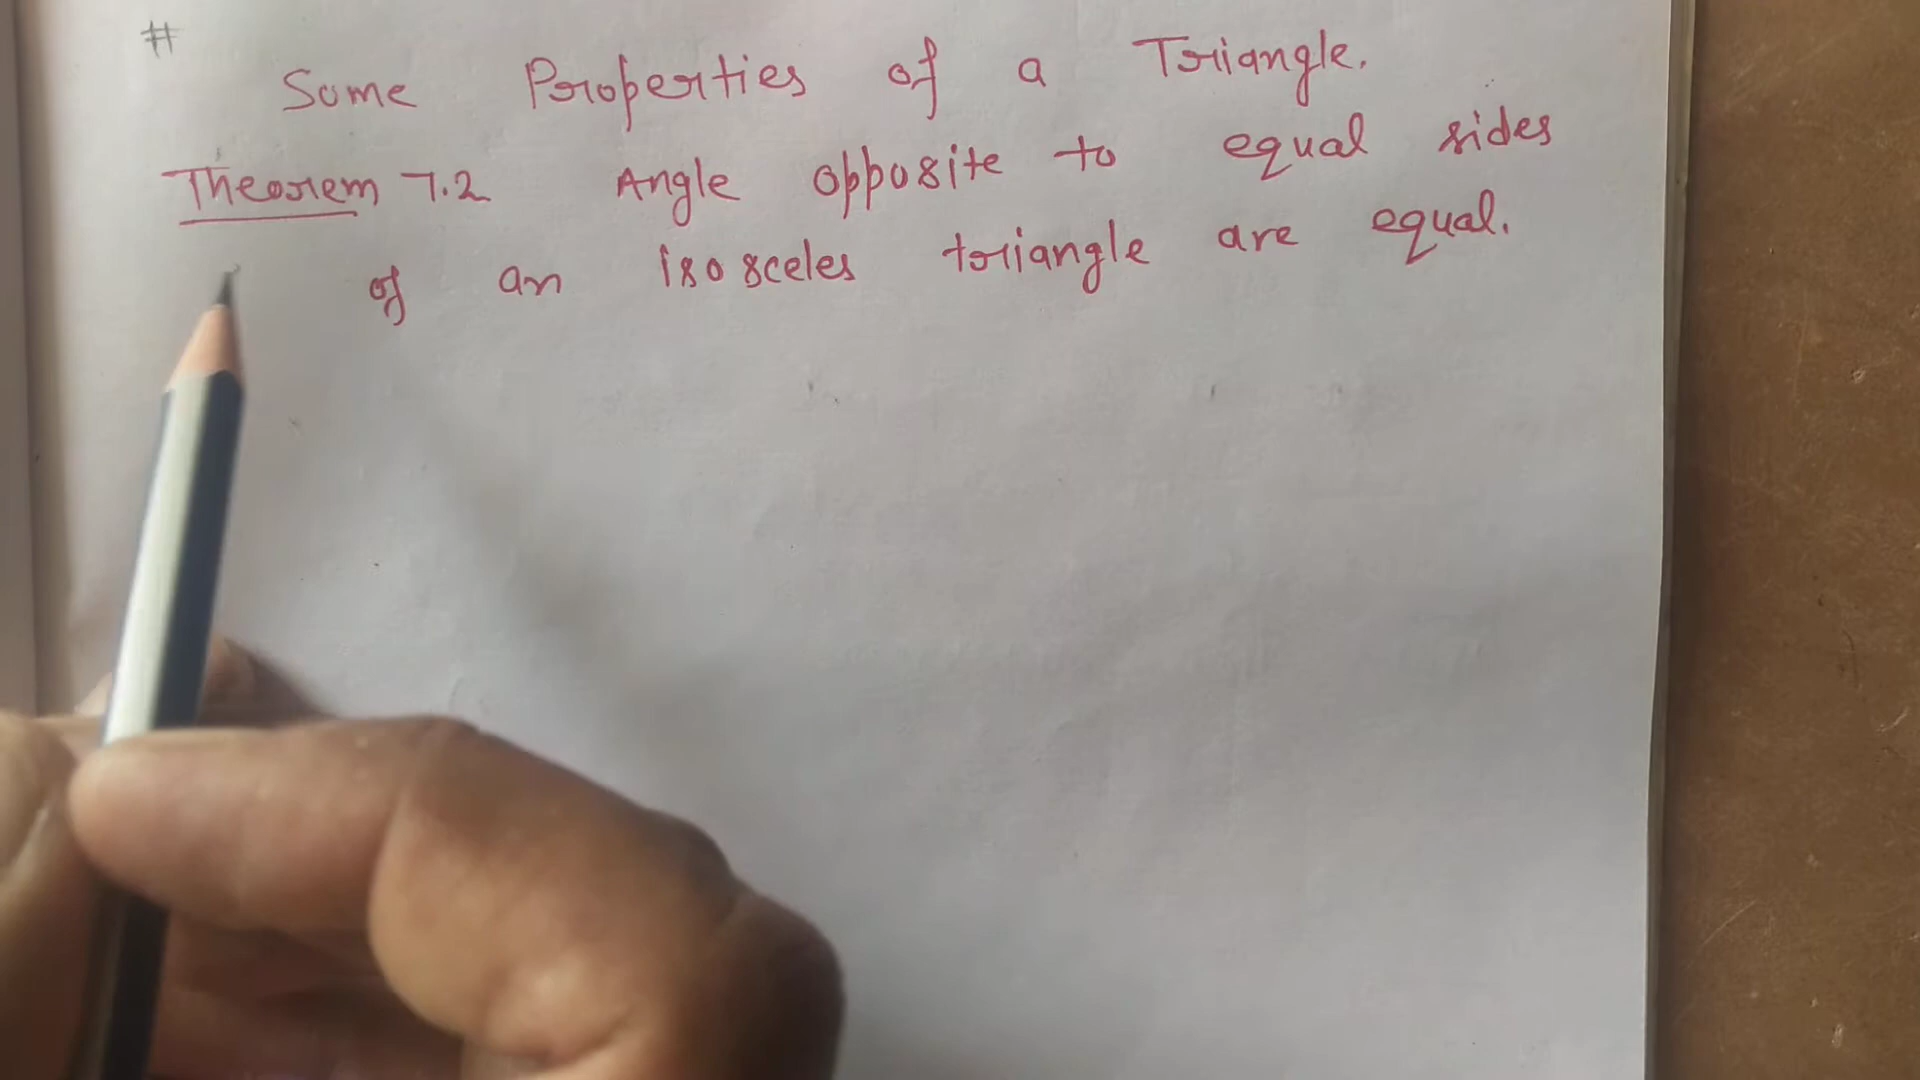 #
Some Properties of a Triangle.
Theorem 7.2 Angle opposite to equal sides
of an isosceles triangle are equal.